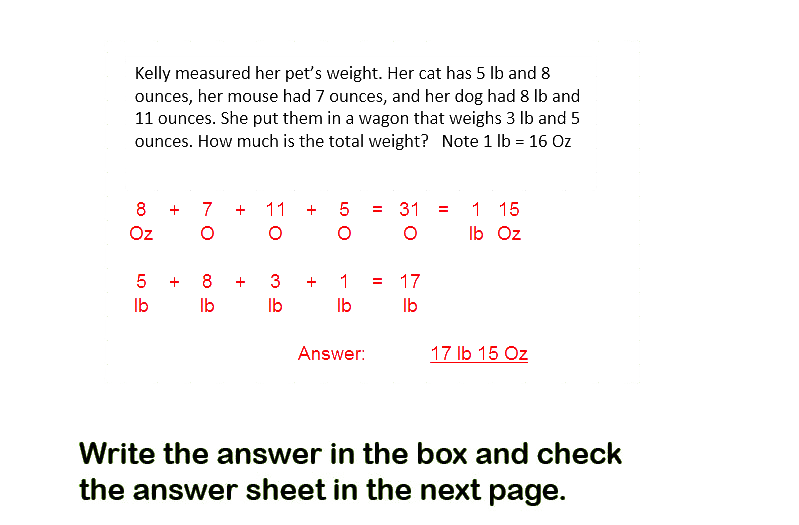 Kelly measured her pet’s weight. Her cat has 5 lb and 8
ounces, her mouse had 7 ounces, and her dog had 8 lb and
11 ounces. She put them in a wagon that weighs 3 lb and 5
ounces. How much is the total weight?   Note 1 lb = 16 Oz
8 + 7 + 11 + 5 = 31 = 1 15
Oz O O O O lb Oz
5 + 8 + 3 + 1 = 17
lb lb lb lb lb
Answer: 17 lb 15 Oz
Write the answer in the box and check
the answer sheet in the next page.